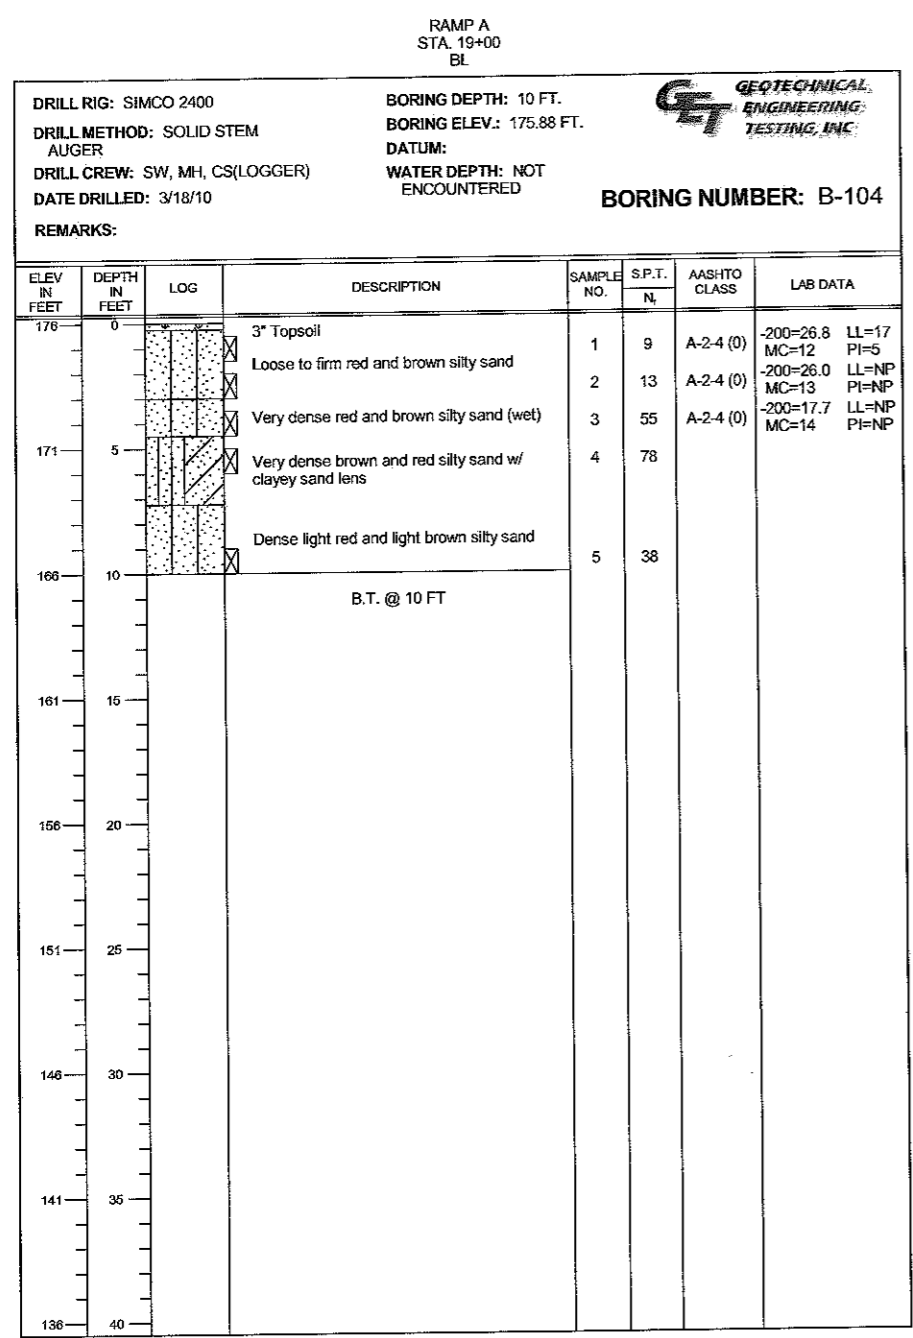 RAMP A
STA. 19+00
BL
DRILL RIG: SIMCO 2400
DRILL METHOD: SOLID STEM
AUGER
DRILL CREW: SW, MH, CS(LOGGER)
DATE DRILLED: 3/18/10
REMARKS:
BORING DEPTH: 10 FT.
BORING ELEV.: 175.88 FT.
DATUM:
WATER DEPTH: NOT
ENCOUNTERED
GET
GEOTECHNICAL
ENGINEERING
TESTING, INC
BORING NUMBER: B-104
ELEV
IN
FEET
DEPTH
IN
FEET
LOG
DESCRIPTION
SAMPLE
NO.
S.P.T.
Nr
AASHTO
CLASS
LAB DATA
176 0
3" Topsoil
1 9 A-2-4 (0) -200=26.8 LL=17
MC=12 PI=5
Loose to firm red and brown silty sand
2 13 A-2-4 (0) -200=26.0 LL=NP
MC=13 PI=NP
Very dense red and brown silty sand (wet)
3 55 A-2-4 (0) -200=17.7 LL=NP
MC=14 PI=NP
171 5
Very dense brown and red silty sand w/
clayey sand lens
4 78
Dense light red and light brown silty sand
5 38
166 10
B.T. @ 10 FT
161 15
156 20
151 25
146 30
141 35
136 40